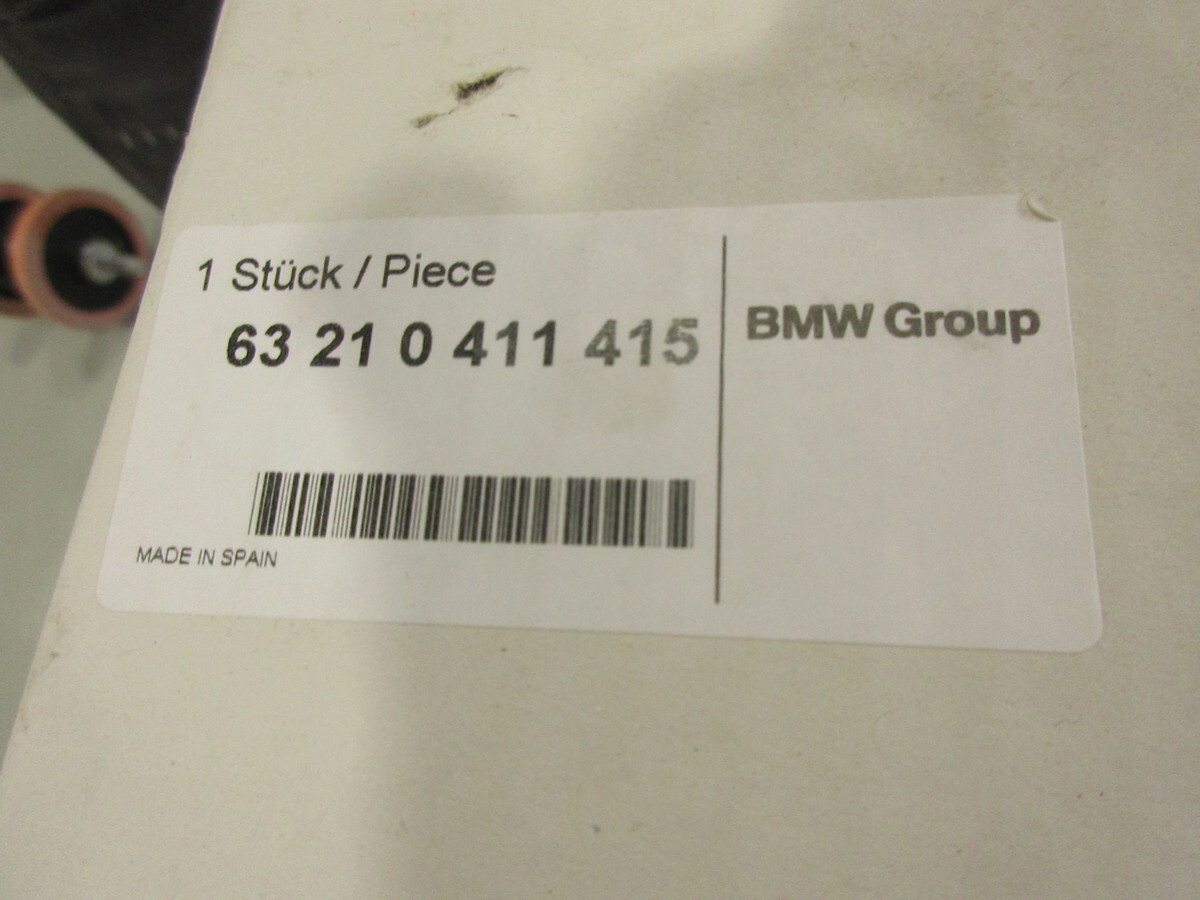 1 Stück / Piece
63 21 0 411 415
BMW Group
MADE IN SPAIN